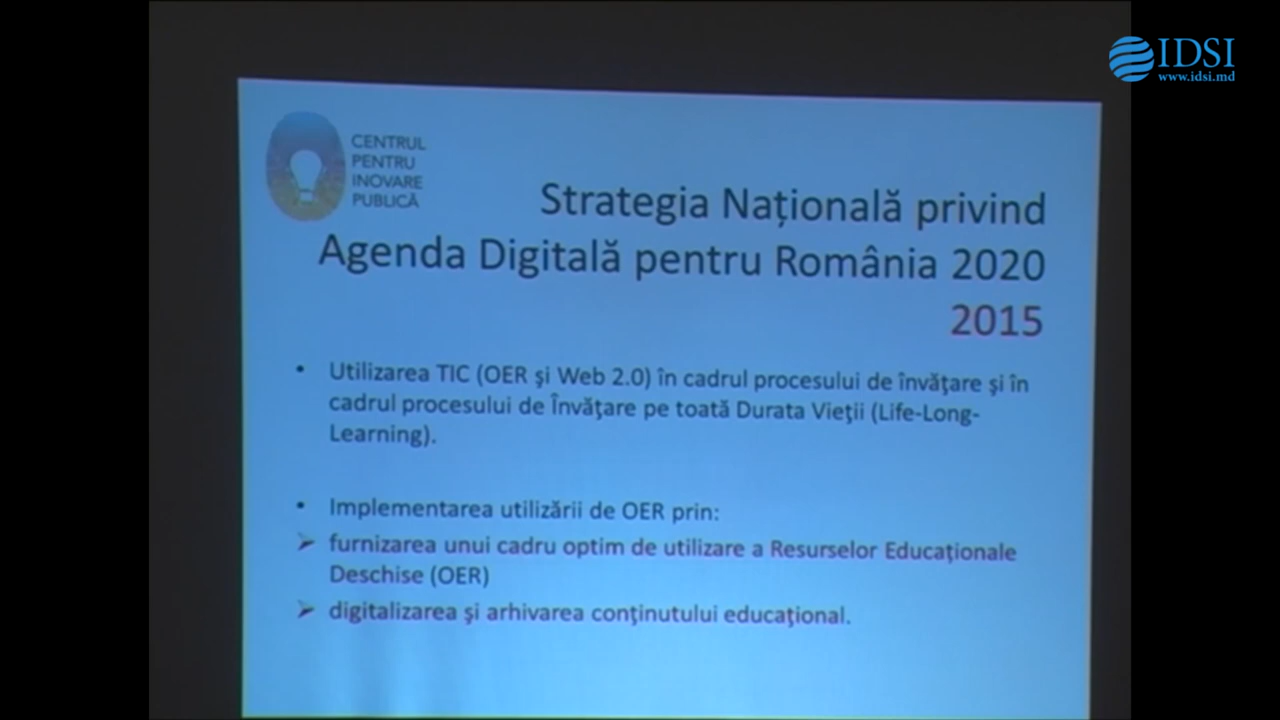 IDSI
www.idsi.md
CENTRUL
PENTRU
INOVARE
PUBLICĂ
Strategia Națională privind
Agenda Digitală pentru România 2020
2015
• Utilizarea TIC (OER şi Web 2.0) în cadrul procesului de învăţare şi în
cadrul procesului de Învăţare pe toată Durata Vieţii (Life-Long-
Learning).
• Implementarea utilizării de OER prin:
➢ furnizarea unui cadru optim de utilizare a Resurselor Educaţionale
Deschise (OER)
➢ digitalizarea şi arhivarea conţinutului educaţional.